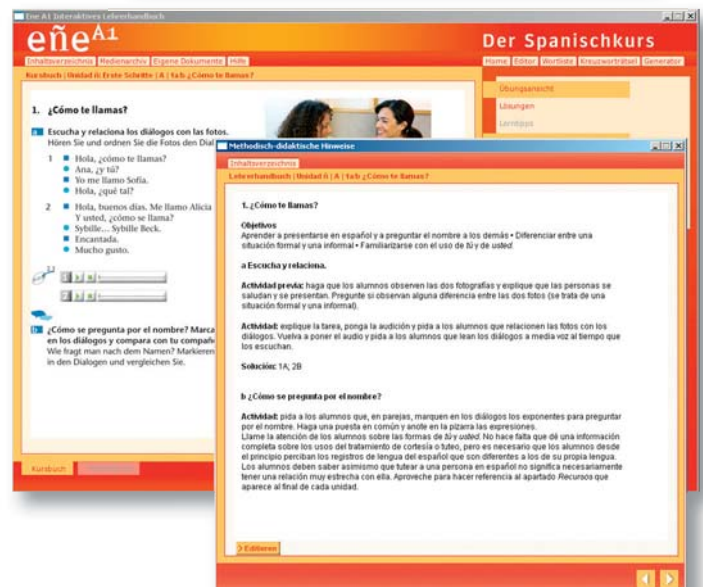 Ene A1 Interaktives Lehrerhandbuch
eñe A1
Der Spanischkurs
Inhaltsverzeichnis Medienarchiv Eigene Dokumente Hilfe
Home Editor Wortliste Kreuzworträtsel Generator
Kursbuch | Unidad ñ: Erste Schritte | A | 1a b ¿Cómo te llamas?
Übungsansicht
Lösungen
Lerntipps
1. ¿Cómo te llamas?
a Escucha y relaciona los diálogos con las fotos.
Hören Sie und ordnen Sie die Fotos den Dial
1 Hola, ¿cómo te llamas?
Ana, ¿y tú?
Yo me llamo Sofía.
Hola, ¿qué tal?
2 Hola, buenos días. Me llamo Alicia
Y usted, ¿cómo se llama?
Sybille... Sybille Beck.
Encantada.
Mucho gusto.
b ¿Cómo se pregunta por el nombre? Marca
en los diálogos y compara con tu compañe
Wie fragt man nach dem Namen? Markieren
in den Dialogen und vergleichen Sie.
Kursbuch
Methodisch-didaktische Hinweise
Inhaltsverzeichnis
Lehrerhandbuch | Unidad ñ | A | 1a b ¿Cómo te llamas?
1. ¿Cómo te llamas?
Objetivos
Aprender a presentarse en español y a preguntar el nombre a los demás • Diferenciar entre una
situación formal y una informal • Familiarizarse con el uso de tú y de usted.
a Escucha y relaciona.
Actividad previa: haga que los alumnos observen las dos fotografías y explique que las personas se
saludan y se presentan. Pregunte si observan alguna diferencia entre las dos fotos (se trata de una
situación formal y una informal).
Actividad: explique la tarea, ponga la audición y pida a los alumnos que relacionen las fotos con los
diálogos. Vuelva a poner el audio y pida a los alumnos que lean los diálogos a media voz al tiempo que
los escuchan.
Solución: 1A; 2B
b ¿Cómo se pregunta por el nombre?
Actividad: pida a los alumnos que, en parejas, marquen en los diálogos los exponentes para preguntar
por el nombre. Haga una puesta en común y anote en la pizarra las expresiones.
Llame la atención de los alumnos sobre las formas de tú y usted. No hace falta que dé una información
completa sobre los usos del tratamiento de cortesía o tuteo, pero es necesario que los alumnos desde
el principio perciban los registros de lengua del español que son diferentes a los de su propia lengua.
Los alumnos deben saber asimismo que tutear a una persona en español no significa necesariamente
tener una relación muy estrecha con ella. Aproveche para hacer referencia al apartado Recursos que
aparece al final de cada unidad.
> Editieren